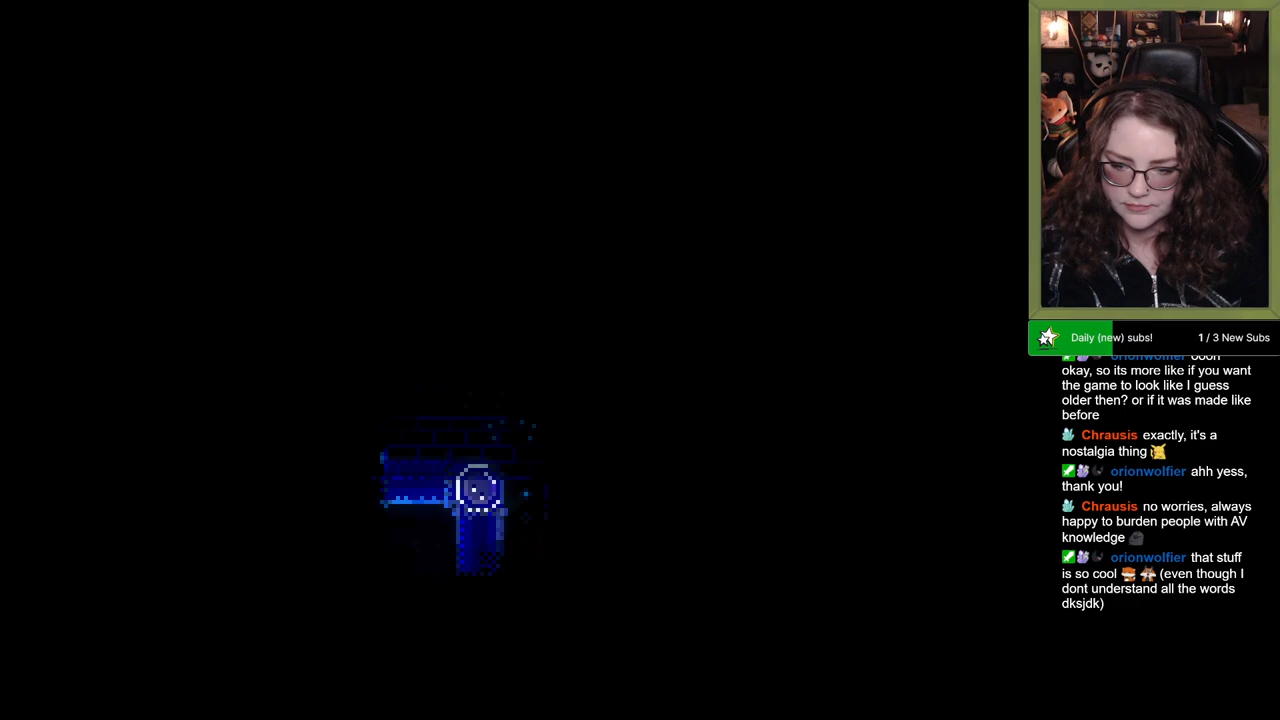 Daily (new) subs! 1 / 3 New Subs
orionwolfier oooh
okay, so its more like if you want
the game to look like I guess
older then? or if it was made like
before
Chrausis exactly, it's a
nostalgia thing
orionwolfier ahh yess,
thank you!
Chrausis no worries, always
happy to burden people with AV
knowledge
orionwolfier that stuff
is so cool (even though I
dont understand all the words
dksjdk)